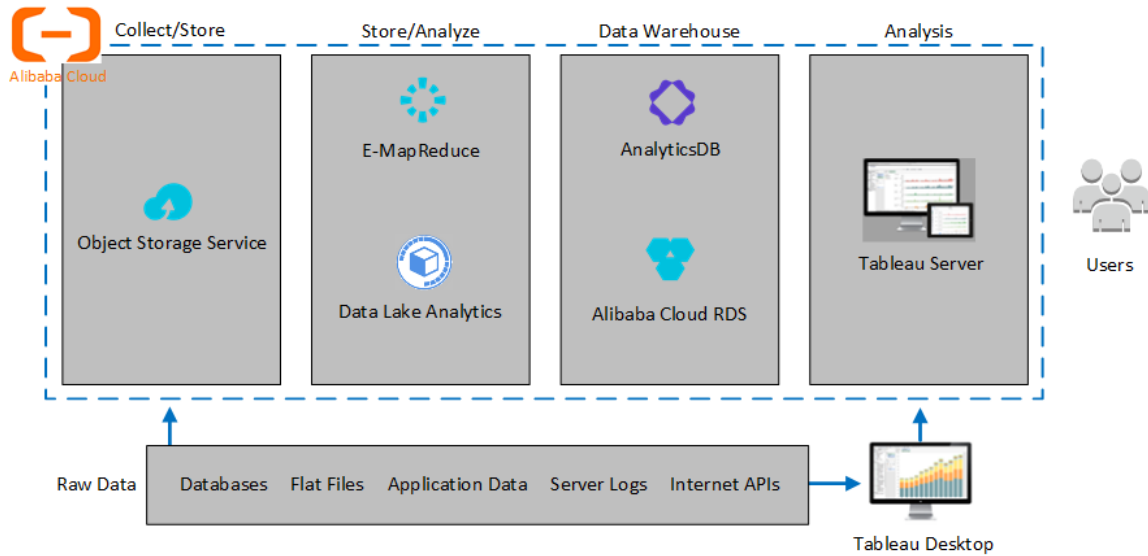 Collect/Store
Store/Analyze
Data Warehouse
Analysis
Alibaba Cloud
E-MapReduce
AnalyticsDB
Object Storage Service
Tableau Server
Users
Data Lake Analytics
Alibaba Cloud RDS
Raw Data
Databases
Flat Files
Application Data
Server Logs
Internet APIs
Tableau Desktop